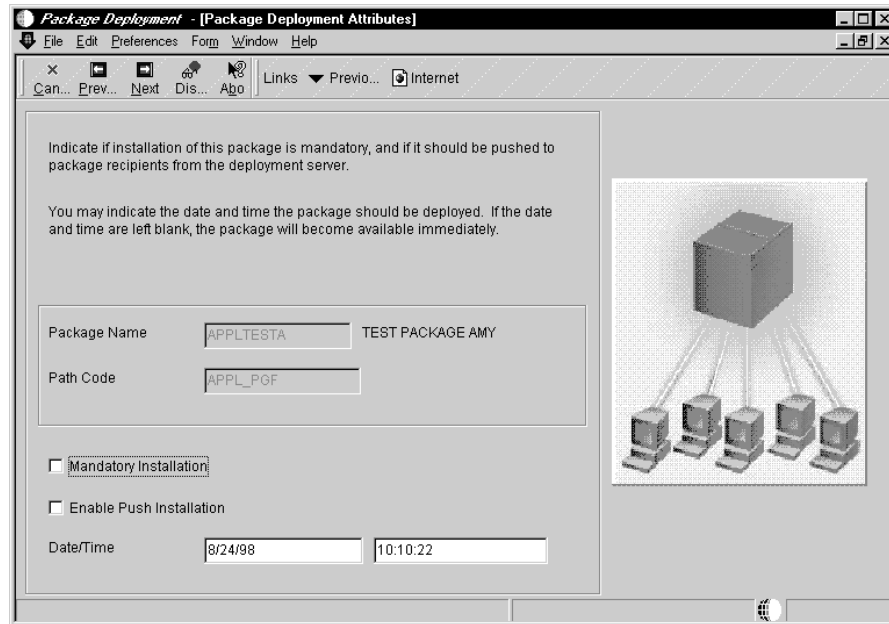 Package Deployment - [Package Deployment Attributes]
File Edit Preferences Form Window Help
Can... Prev... Next Dis... Abo Links Previo... Internet
Indicate if installation of this package is mandatory, and if it should be pushed to
package recipients from the deployment server.
You may indicate the date and time the package should be deployed. If the date
and time are left blank, the package will become available immediately.
Package Name APPLTESTA TEST PACKAGE AMY
Path Code APPL_PGF
Mandatory Installation
Enable Push Installation
Date/Time 8/24/98 10:10:22